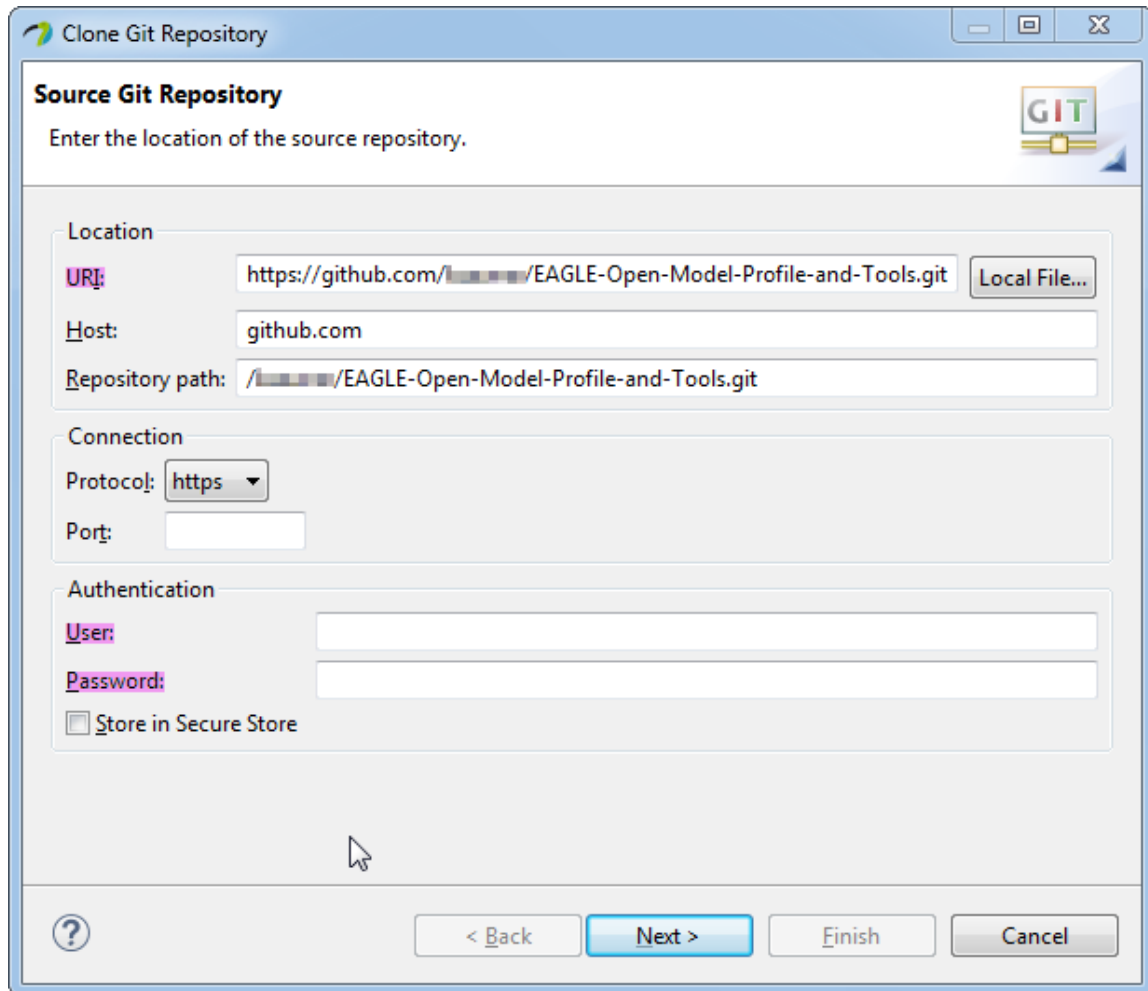 Clone Git Repository
Source Git Repository
Enter the location of the source repository.
GIT
Location
URI: https://github.com/ /EAGLE-Open-Model-Profile-and-Tools.git Local File...
Host: github.com
Repository path: / /EAGLE-Open-Model-Profile-and-Tools.git
Connection
Protocol: https
Port:
Authentication
User:
Password:
Store in Secure Store
? < Back Next > Finish Cancel